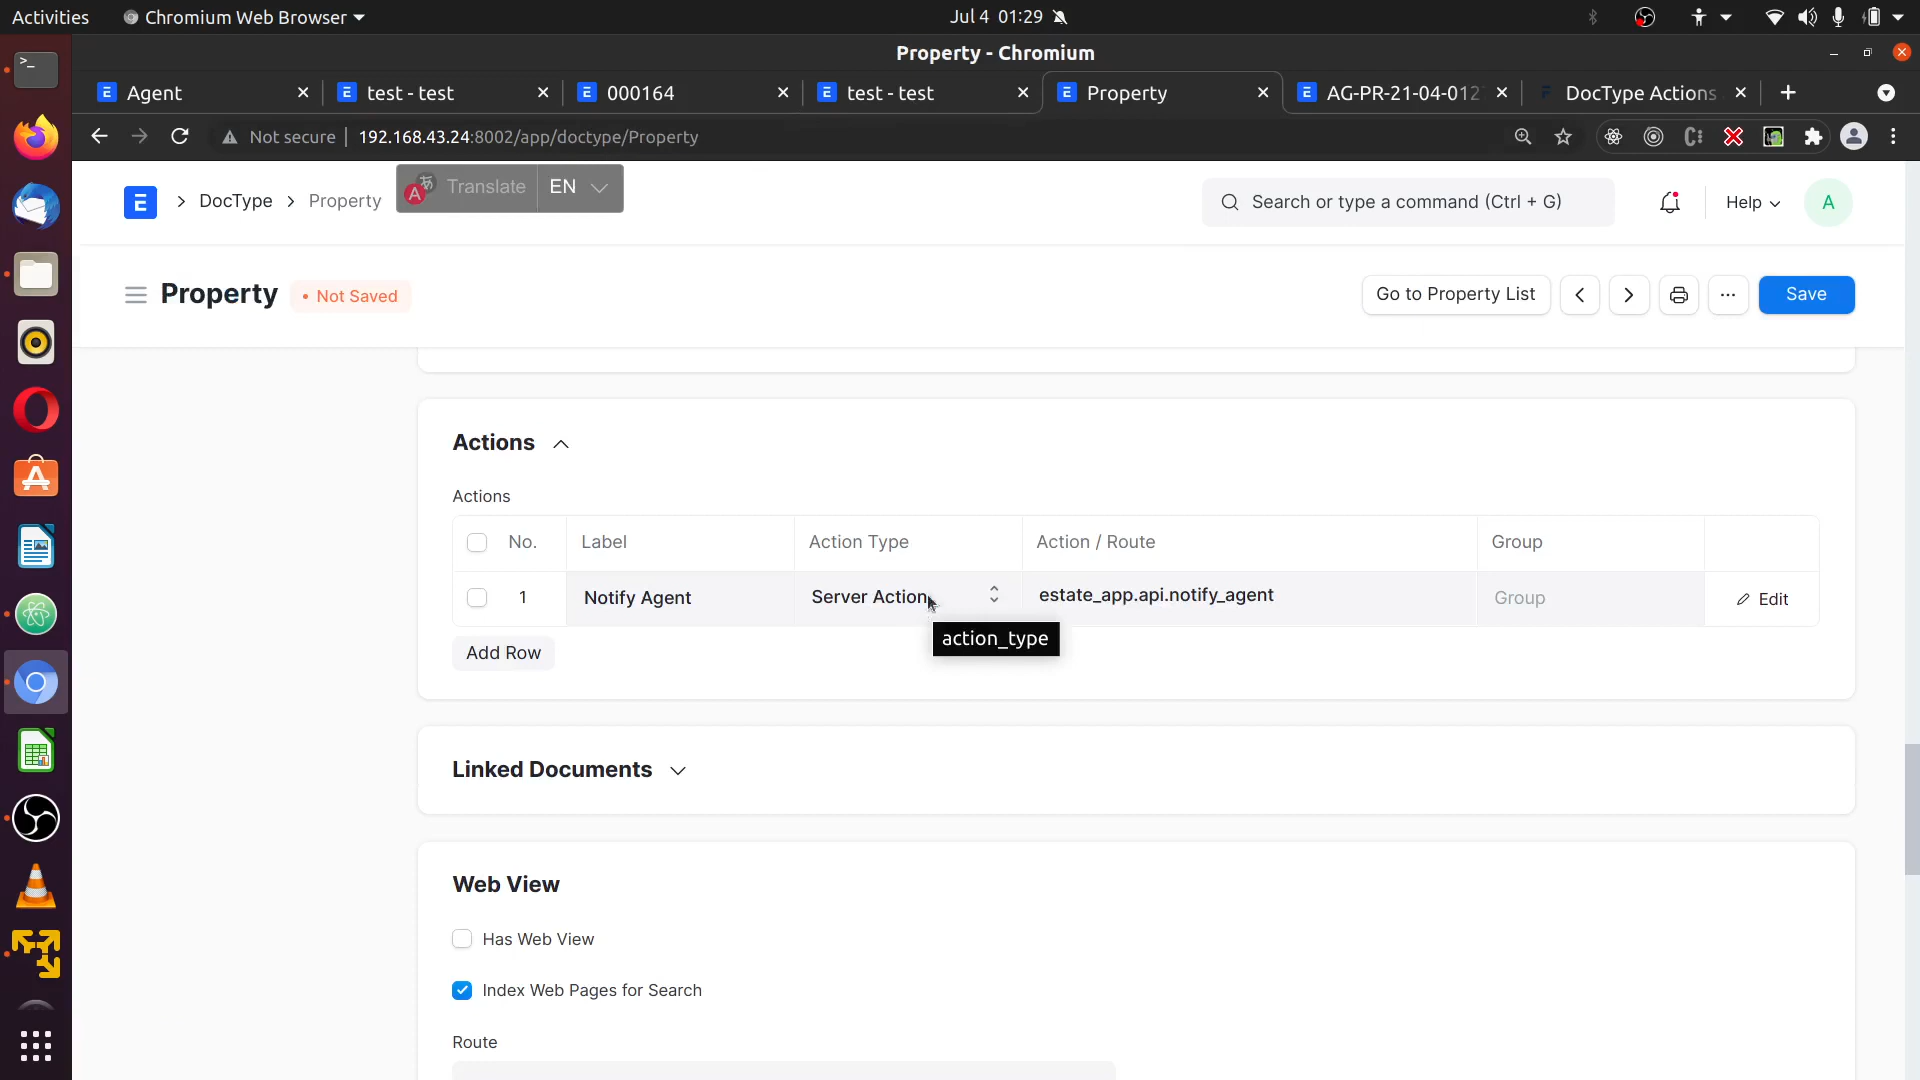 Activities
Chromium Web Browser
Jul 4 01:29
Property - Chromium
Agent
test - test
000164
test - test
Property
AG-PR-21-04-012
DocType Actions
Not secure
192.168.43.24:8002/app/doctype/Property
E
DocType
Property
Translate
EN
Search or type a command (Ctrl + G)
Help
A
Property
Not Saved
Go to Property List
Save
Actions
Actions
No.
Label
Action Type
Action / Route
Group
1
Notify Agent
Server Action
estate_app.api.notify_agent
Group
Edit
action_type
Add Row
Linked Documents
Web View
Has Web View
Index Web Pages for Search
Route